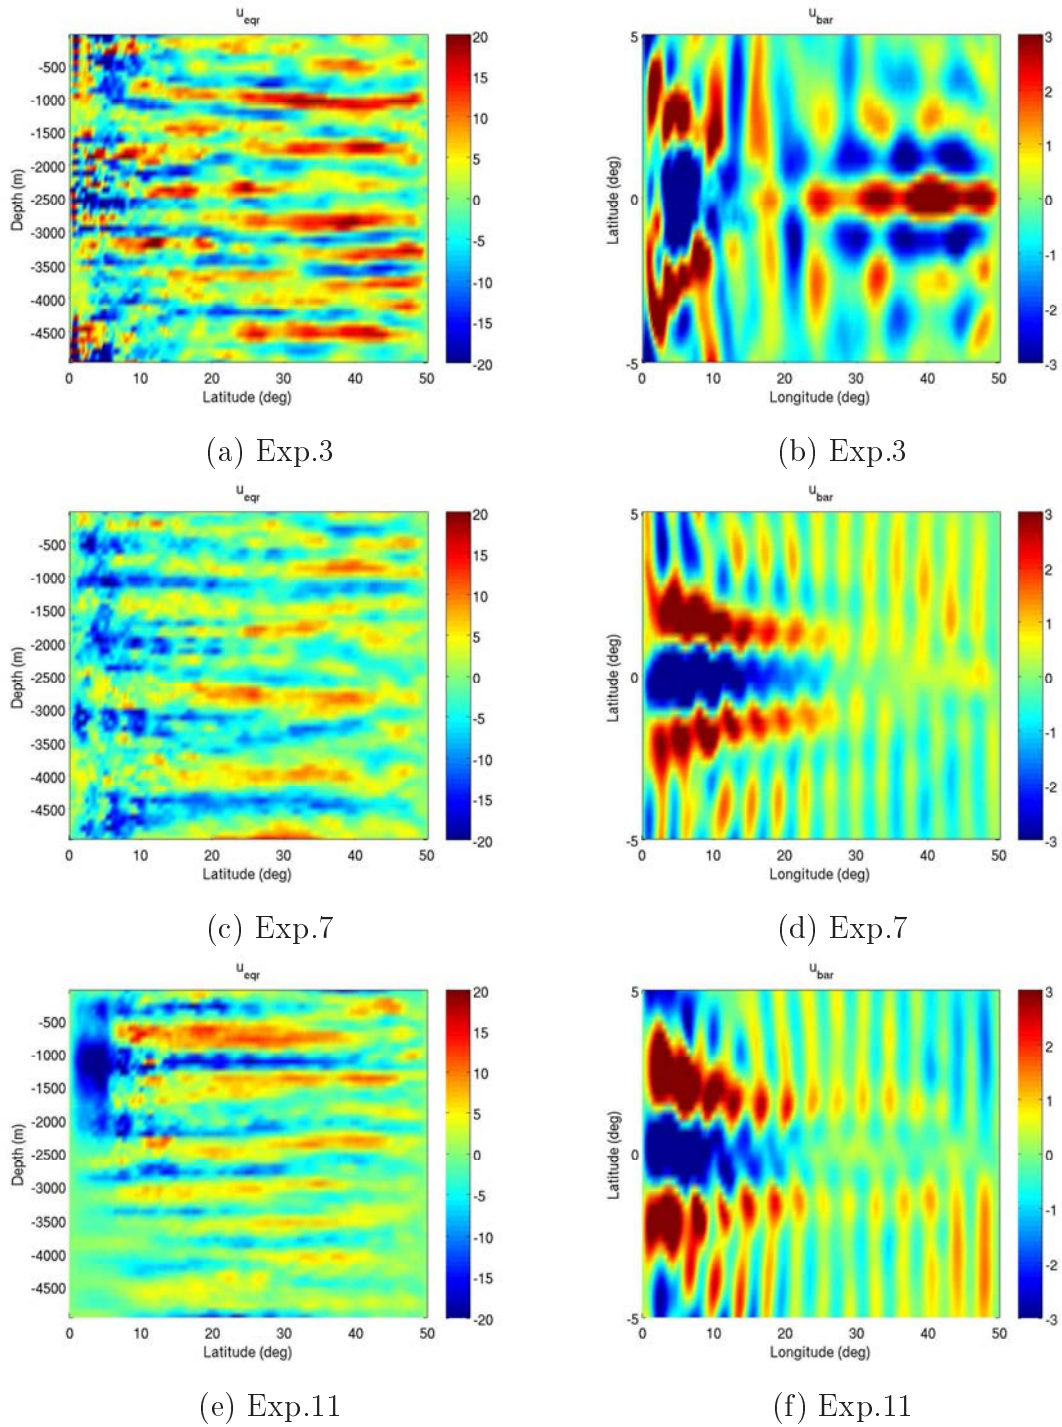 u_eqr
Depth (m)
-500
-1000
-1500
-2000
-2500
-3000
-3500
-4000
-4500
0 10 20 30 40 50
Latitude (deg)
20
15
10
5
0
-5
-10
-15
-20
(a) Exp.3
u_bar
Latitude (deg)
5
0
-5
0 10 20 30 40 50
Longitude (deg)
3
2
1
0
-1
-2
-3
(b) Exp.3
u_eqr
Depth (m)
-500
-1000
-1500
-2000
-2500
-3000
-3500
-4000
-4500
0 10 20 30 40 50
Latitude (deg)
20
15
10
5
0
-5
-10
-15
-20
(c) Exp.7
u_bar
Latitude (deg)
5
0
-5
0 10 20 30 40 50
Longitude (deg)
3
2
1
0
-1
-2
-3
(d) Exp.7
u_eqr
Depth (m)
-500
-1000
-1500
-2000
-2500
-3000
-3500
-4000
-4500
0 10 20 30 40 50
Latitude (deg)
20
15
10
5
0
-5
-10
-15
-20
(e) Exp.11
u_bar
Latitude (deg)
5
0
-5
0 10 20 30 40 50
Longitude (deg)
3
2
1
0
-1
-2
-3
(f) Exp.11